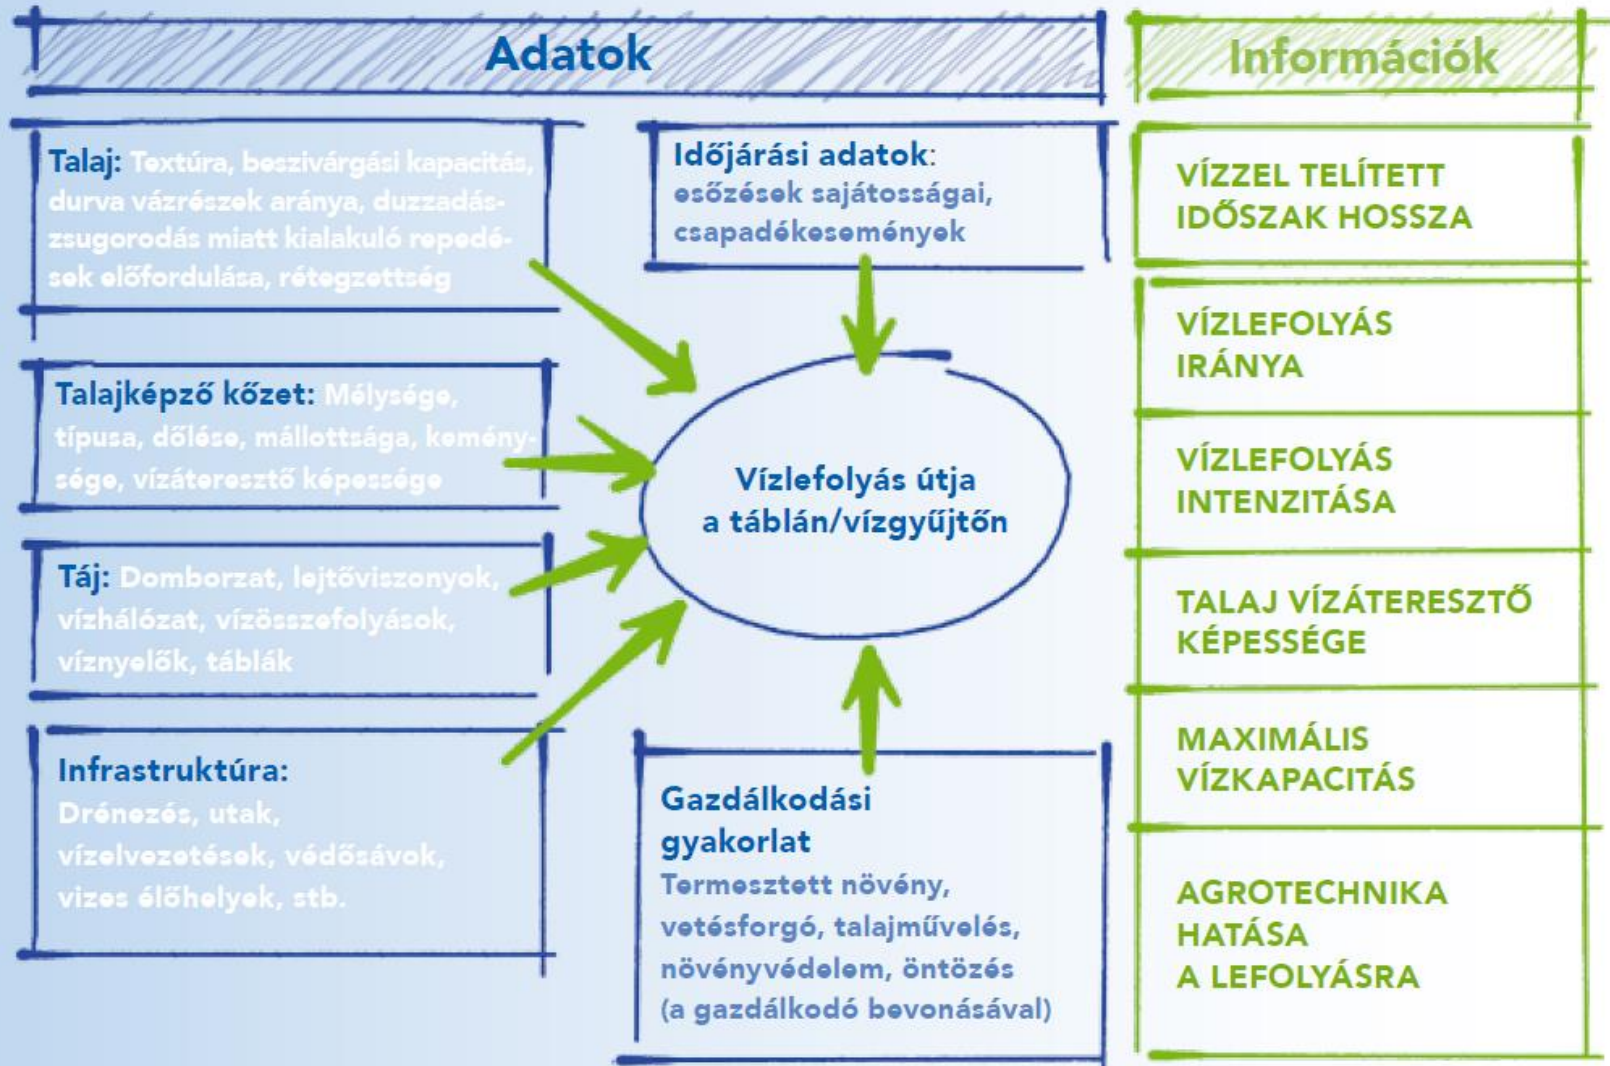 Adatok
Talaj: Textúra, beszivárgási kapacitás,
durva vázrészek aránya, duzzadás-
zsugorodás miatt kialakuló repedé-
sek előfordulása, rétegzettség
Talajképző kőzet: Mélysége,
típusa, dőlése, mállottsága, kemény-
sége, vízáteresztő képessége
Táj: Domborzat, lejtőviszonyok,
vízhálózat, vízösszefolyások,
víznyelők, táblák
Infrastruktúra:
Drénezés, utak,
vízelvezetések, védősávok,
vizes élőhelyek, stb.
Időjárási adatok:
esőzések sajátosságai,
csapadékesemények
Vízlefolyás útja
a táblán/vízgyűjtőn
Gazdálkodási
gyakorlat
Termesztett növény,
vetésforgó, talajművelés,
növényvédelem, öntözés
(a gazdálkodó bevonásával)
Információk
VÍZZEL TELÍTETT
IDŐSZAK HOSSZA
VÍZLEFOLYÁS
IRÁNYA
VÍZLEFOLYÁS
INTENZITÁSA
TALAJ VÍZÁTERESZTŐ
KÉPESSÉGE
MAXIMÁLIS
VÍZKAPACITÁS
AGROTECHNIKA
HATÁSA
A LEFOLYÁSRA